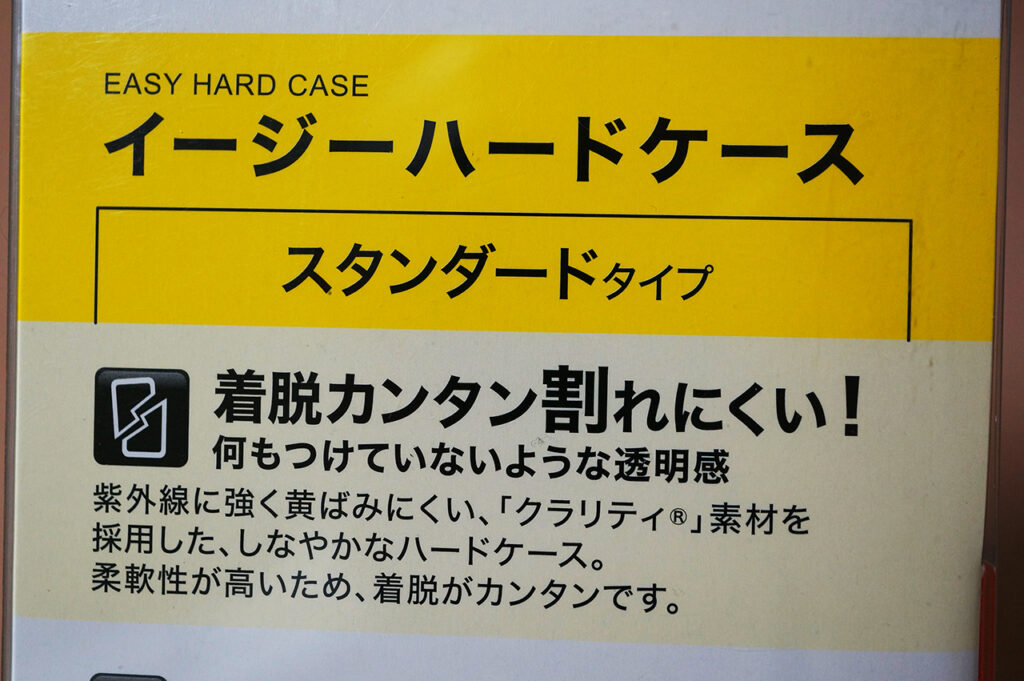 EASY HARD CASE
イージーハードケース
スタンダードタイプ
着脱カンタン割れにくい!
何もつけていないような透明感
紫外線に強く黄ばみにくい、「クラリティ®」素材を
採用した、しなやかなハードケース。
柔軟性が高いため、着脱がカンタンです。